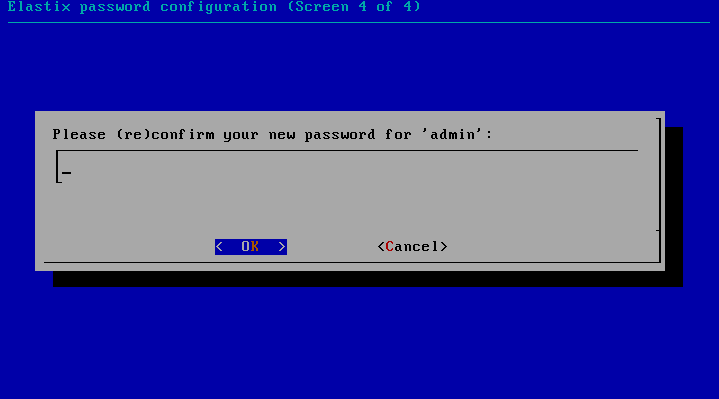 Elastix password configuration (Screen 4 of 4)
Please (re)confirm your new password for 'admin':
<  OK  > <Cancel>